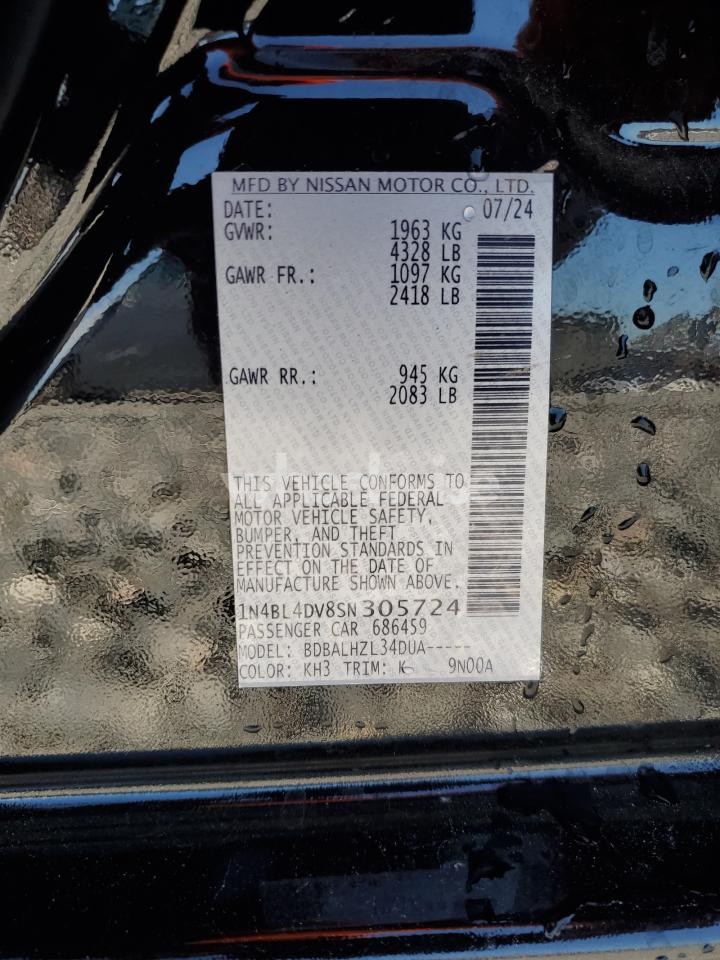 MFD BY NISSAN MOTOR CO., LTD.
DATE: 07/24
GVWR: 1963 KG
4328 LB
GAWR FR.: 1097 KG
2418 LB
GAWR RR.: 945 KG
2083 LB
THIS VEHICLE CONFORMS TO
ALL APPLICABLE FEDERAL
MOTOR VEHICLE SAFETY,
BUMPER, AND THEFT
PREVENTION STANDARDS IN
EFFECT ON THE DATE OF
MANUFACTURE SHOWN ABOVE.
1N4BL4DV8SN305724
PASSENGER CAR 686459
MODEL: BDBALHZL34DUA-----
COLOR: KH3 TRIM: K 9N00A